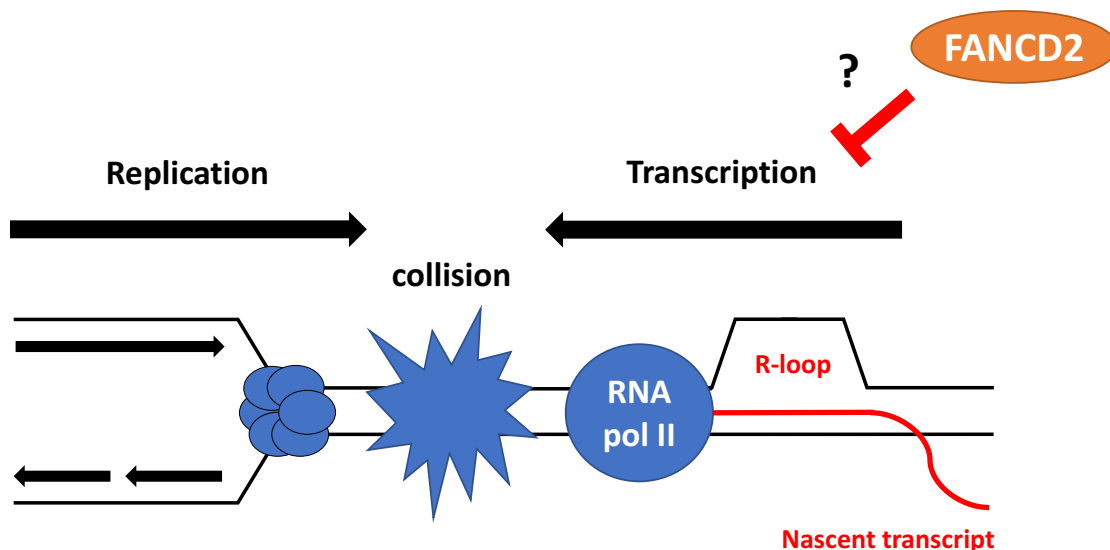 FANCD2
?
Replication
Transcription
collision
R-loop
RNA
pol II
Nascent transcript